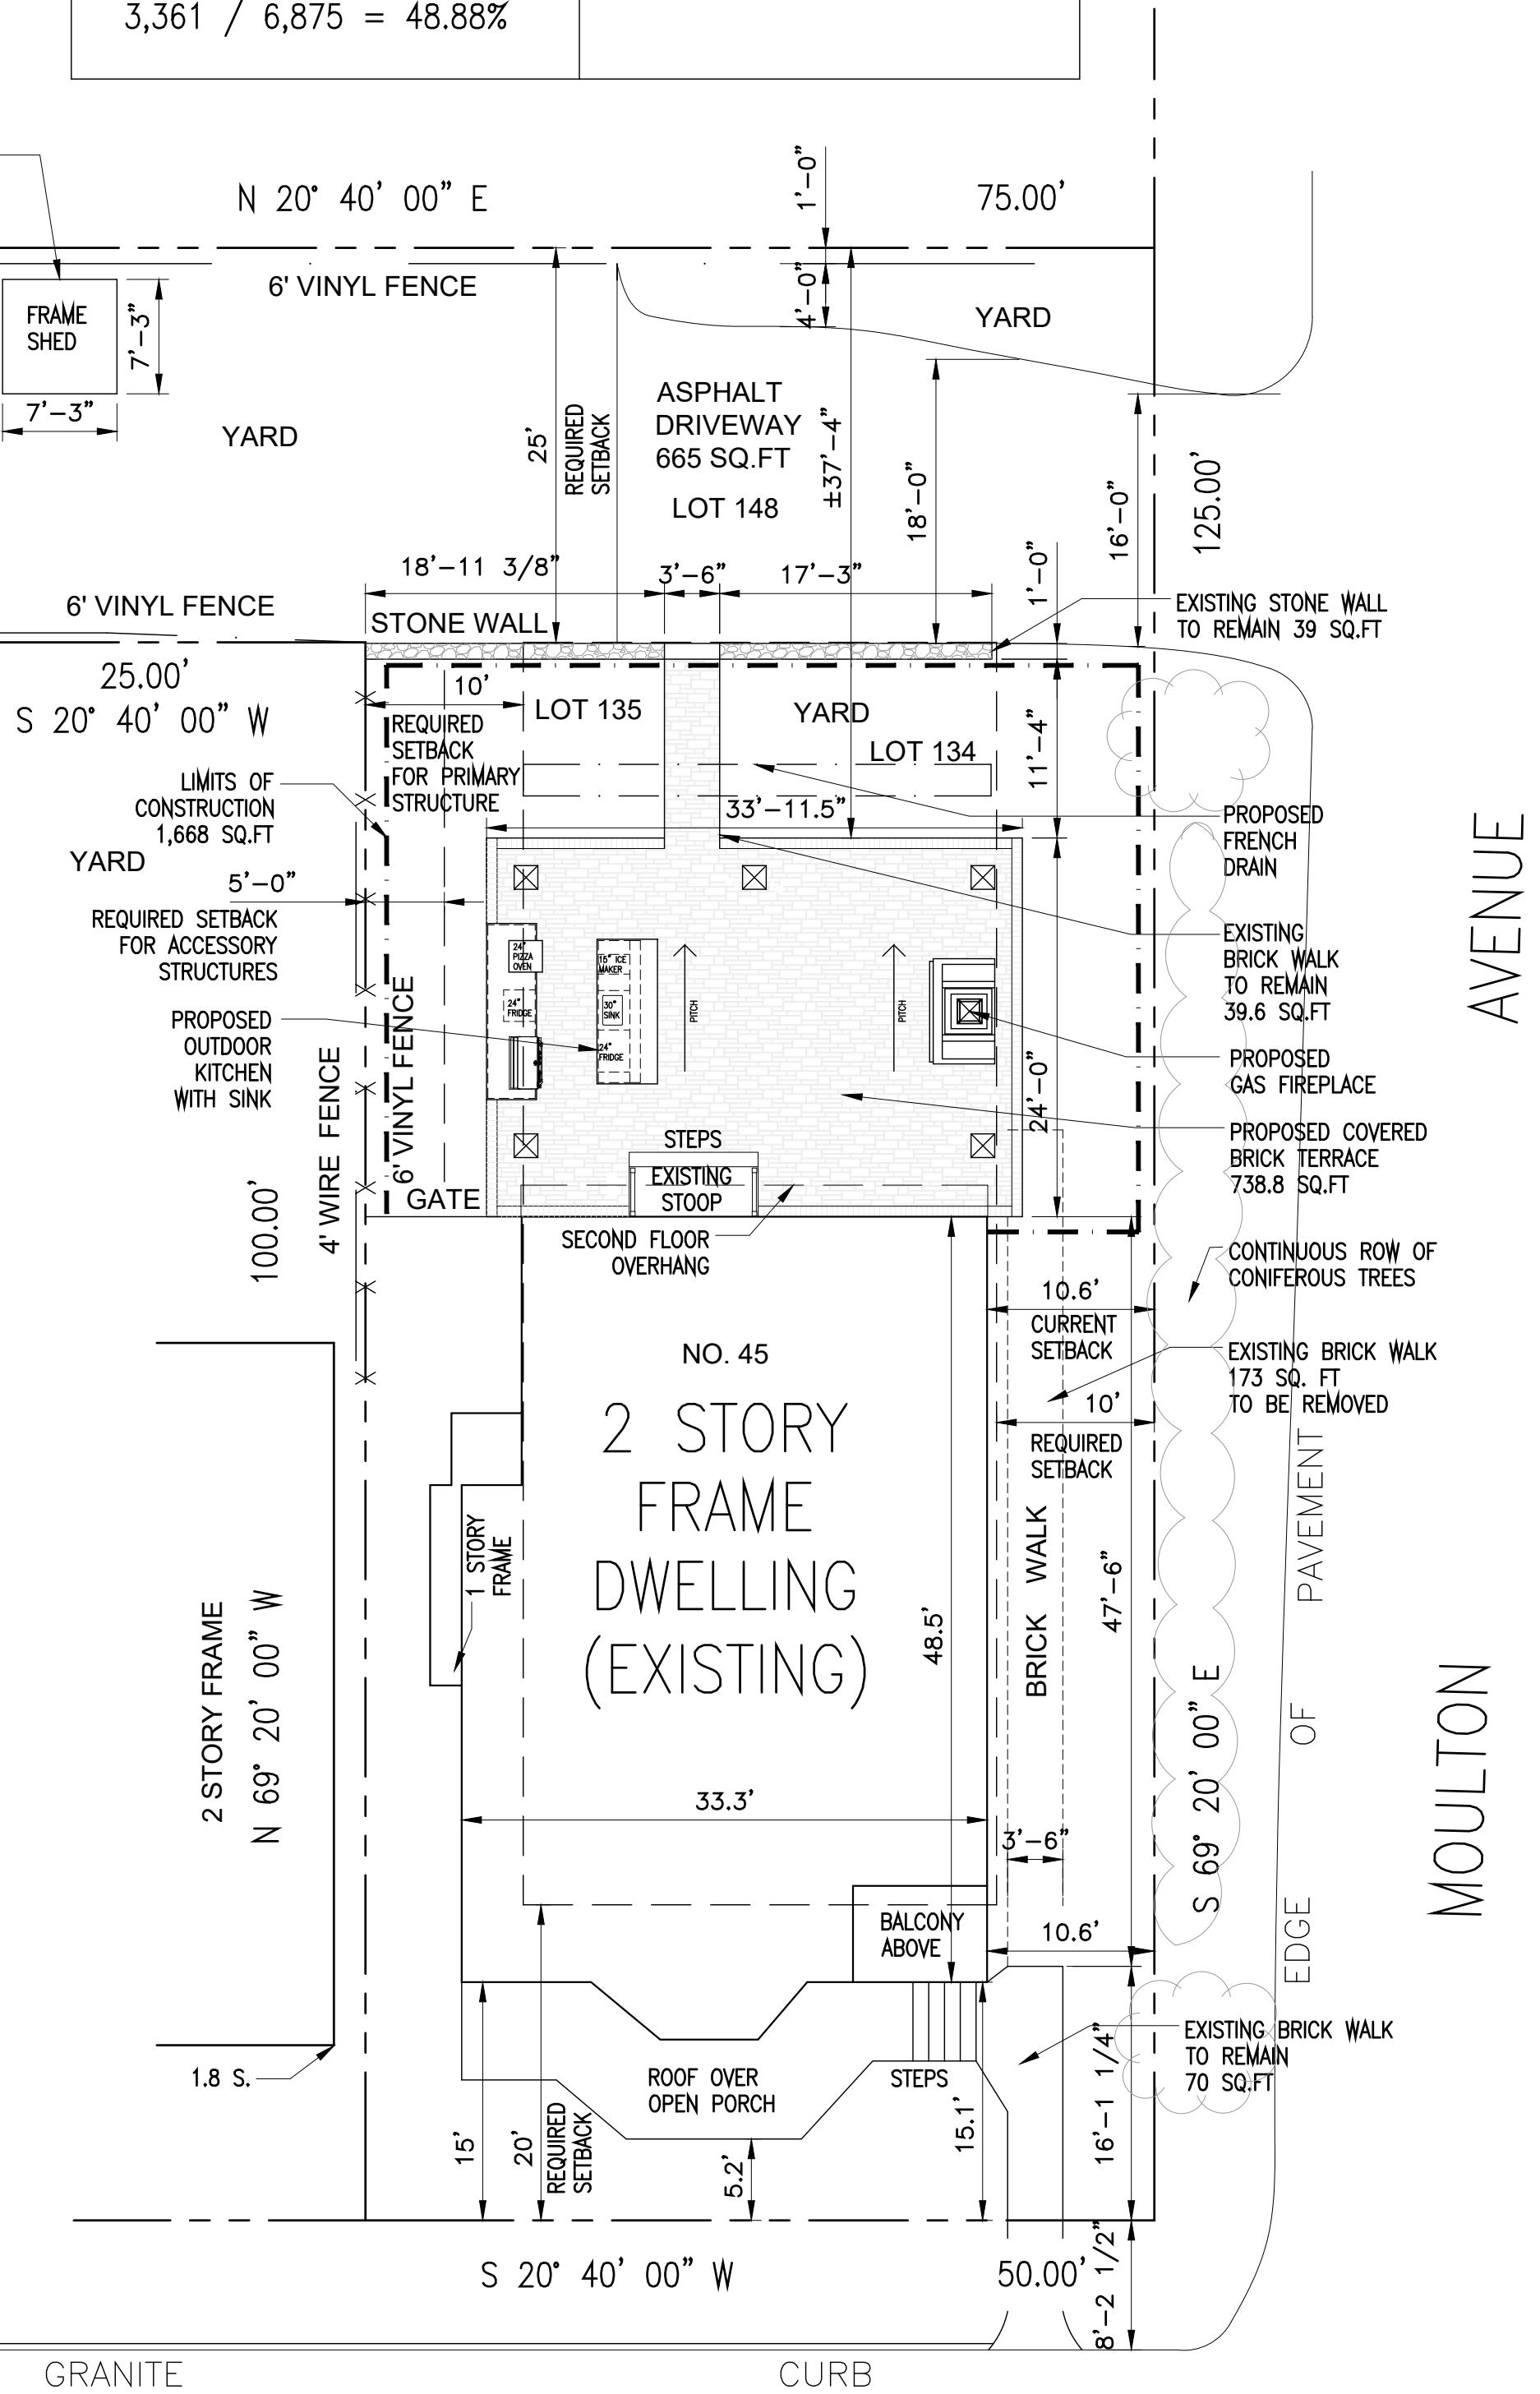 3,361 / 6,875 = 48.88%
N 20° 40' 00" E
1'-0"
75.00'
6' VINYL FENCE
4'-0"
YARD
FRAME
SHED
7'-3"
7'-3"
YARD
25'
REQUIRED
SETBACK
ASPHALT
DRIVEWAY
665 SQ.FT
LOT 148
±37'-4"
18'-0"
16'-0"
125.00'
18'-11 3/8"
3'-6"
17'-3"
1'-0"
6' VINYL FENCE
STONE WALL
EXISTING STONE WALL
TO REMAIN 39 SQ.FT
25.00'
S 20° 40' 00" W
10'
LOT 135
YARD
LOT 134
11'-4"
REQUIRED
SETBACK
FOR PRIMARY
STRUCTURE
LIMITS OF
CONSTRUCTION
1,668 SQ.FT
33'-11.5"
PROPOSED
FRENCH
DRAIN
YARD
5'-0"
REQUIRED SETBACK
FOR ACCESSORY
STRUCTURES
24"
PIZZA
OVEN
24"
FRIDGE
15" ICE
MAKER
30"
SINK
24"
FRIDGE
PITCH
PITCH
EXISTING
BRICK WALK
TO REMAIN
39.6 SQ.FT
PROPOSED
OUTDOOR
KITCHEN
WITH SINK
6' VINYL FENCE
4' WIRE FENCE
24'-0"
PROPOSED
GAS FIREPLACE
PROPOSED COVERED
BRICK TERRACE
738.8 SQ.FT
STEPS
EXISTING
STOOP
GATE
100.00'
SECOND FLOOR
OVERHANG
CONTINUOUS ROW OF
CONIFEROUS TREES
10.6'
CURRENT
SETBACK
EXISTING BRICK WALK
173 SQ. FT
TO BE REMOVED
10'
REQUIRED
SETBACK
NO. 45
2 STORY
FRAME
DWELLING
(EXISTING)
1 STORY
FRAME
48.5'
BRICK WALK
47'-6"
2 STORY FRAME
N 69° 20' 00" W
S 69° 20' 00" E
EDGE OF PAVEMENT
MOULTON AVENUE
33.3'
3'-6"
BALCONY
ABOVE
10.6'
1.8 S.
ROOF OVER
OPEN PORCH
STEPS
EXISTING BRICK WALK
TO REMAIN
70 SQ.FT
15'
20'
REQUIRED
SETBACK
5.2'
15.1'
16'-1 1/4"
S 20° 40' 00" W
50.00'
8'-2 1/2"
GRANITE CURB